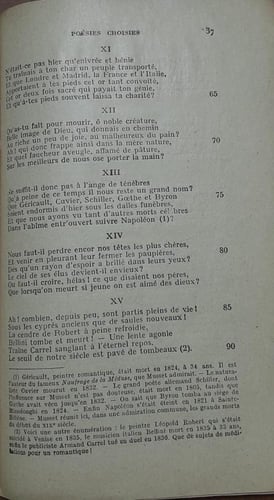 POÉSIES CHOISIES 37
XI
N'était-ce pas hier qu'enivrée et bénie
Tu traînais à ton char un peuple transporté,
Et que Londre et Madrid, la France et l'Italie,
Apportaient à tes pieds cet or tant convoité,
Cet or deux fois sacré qui payait ton génie,
Et qu'à tes pieds souvent laissa ta charité? 65
XII
Qu'as-tu fait pour mourir, ô noble créature,
Belle image de Dieu, qui donnais en chemin
Au riche un peu de joie, au malheureux du pain?
Ah! qui donc frappe ainsi dans la mère nature, 70
Et quel faucheur aveugle, affamé de pâture,
Sur les meilleurs de nous ose porter la main?
XIII
Ne suffit-il donc pas à l'ange de ténèbres
Qu'à peine de ce temps il nous reste un grand nom?
Que Géricault, Cuvier, Schiller, Gœthe et Byron 75
Soient endormis d'hier sous les dalles funèbres,
Et que nous ayons vu tant d'autres morts célèbres
Dans l'abîme entr'ouvert suivre Napoléon (1)?
XIV
Nous faut-il perdre encor nos têtes les plus chères,
Et venir en pleurant leur fermer les paupières, 80
Dès qu'un rayon d'espoir a brillé dans leurs yeux?
Le ciel de ses élus devient-il envieux?
Ou faut-il croire, hélas! ce que disaient nos pères,
Que lorsqu'on meurt si jeune on est aimé des dieux?
XV
Ah! combien, depuis peu, sont partis pleins de vie! 85
Sous les cyprès anciens que de saules nouveaux!
La cendre de Robert à peine refroidie,
Bellini tombe et meurt! — Une lente agonie
Traîne Carrel sanglant à l'éternel repos.
Le seuil de notre siècle est pavé de tombeaux (2). 90
(1) Géricault, peintre romantique, était mort en 1824, à 34 ans. Il est
l'auteur du fameux Naufrage de la Méduse, que Musset admirait. — Le natura-
liste Cuvier mourut en 1832. — Le grand poète allemand Schiller, dont
l'influence sur Musset n'est pas douteuse, était mort en 1805, tandis que
Gœthe avait vécu jusqu'en 1832. — On sait que Byron tomba au siège de
Missolonghi en 1824. — Enfin Napoléon s'était éteint en 1821 à Sainte-
Hélène. — Musset réunit ici, dans une admiration commune, les grands morts
du début du XIXe siècle.
(2) Voici une autre énumération : le peintre Léopold Robert qui s'était
suicidé à Venise en 1835, le musicien italien Bellini mort en 1835 à 33 ans,
enfin le publiciste Armand Carrel tué en duel en 1836. Que de sujets de médi-
tations pour un romantique!